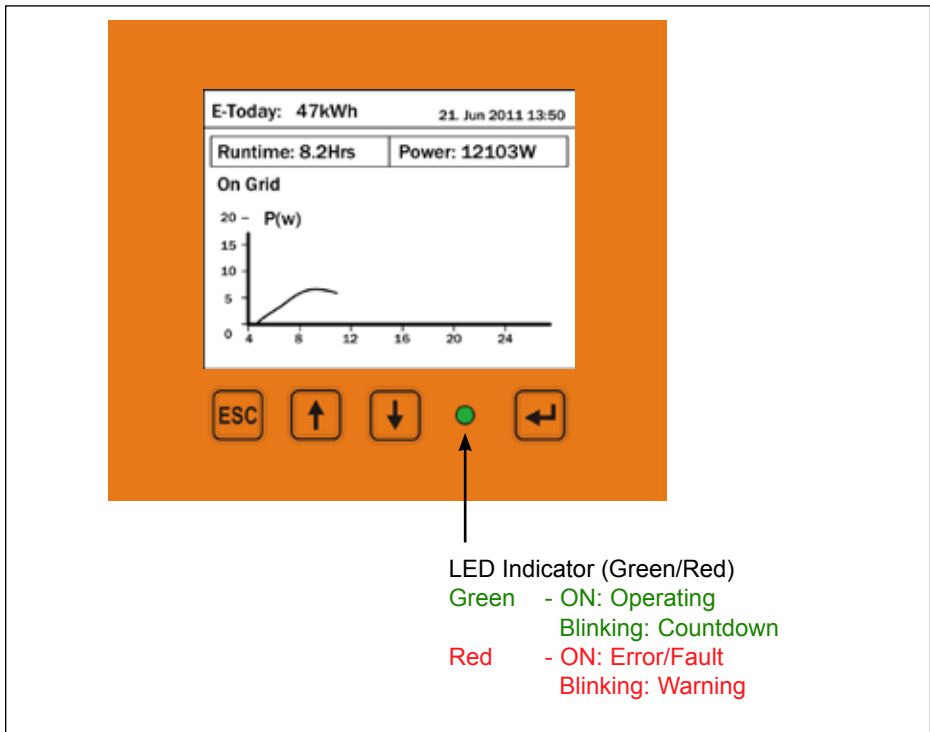 E-Today: 47kWh 21. Jun 2011 13:50
Runtime: 8.2Hrs Power: 12103W
On Grid
20 – P(w)
15
10
5
0
4 8 12 16 20 24
ESC
LED Indicator (Green/Red)
Green - ON: Operating
Blinking: Countdown
Red - ON: Error/Fault
Blinking: Warning